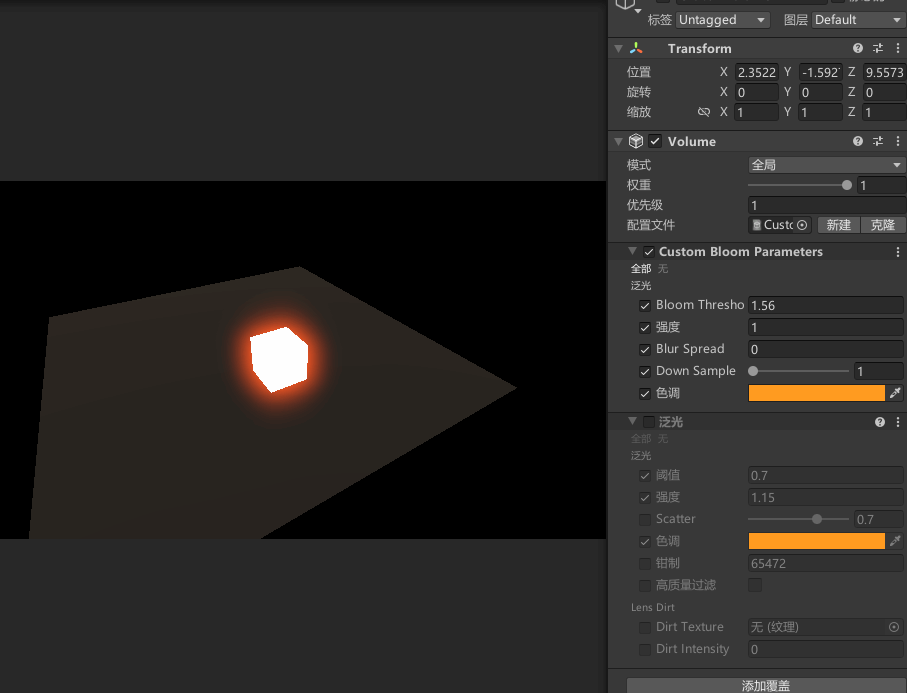 标签 Untagged 图层 Default
Transform
位置 X 2.3522 Y -1.592 Z 9.5573
旋转 X 0 Y 0 Z 0
缩放 X 1 Y 1 Z 1
Volume
模式 全局
权重 1
优先级 1
配置文件 Custo 新建 克隆
Custom Bloom Parameters
全部 无
泛光
Bloom Thresho 1.56
强度 1
Blur Spread 0
Down Sample 1
色调
泛光
全部 无
泛光
阈值 0.7
强度 1.15
Scatter 0.7
色调
钳制 65472
高质量过滤
Lens Dirt
Dirt Texture 无 (纹理)
Dirt Intensity 0
添加覆盖